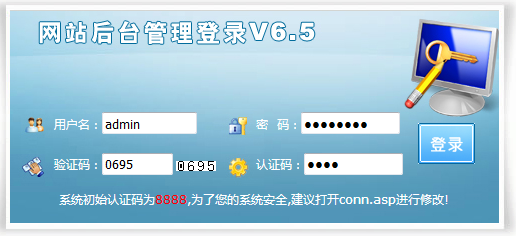 网站后台管理登录V6.5
用户名：admin 密 码：●●●●●●●●
登录
验证码：0695 0695 认证码：●●●●
系统初始认证码为8888,为了您的系统安全,建议打开conn.asp进行修改!